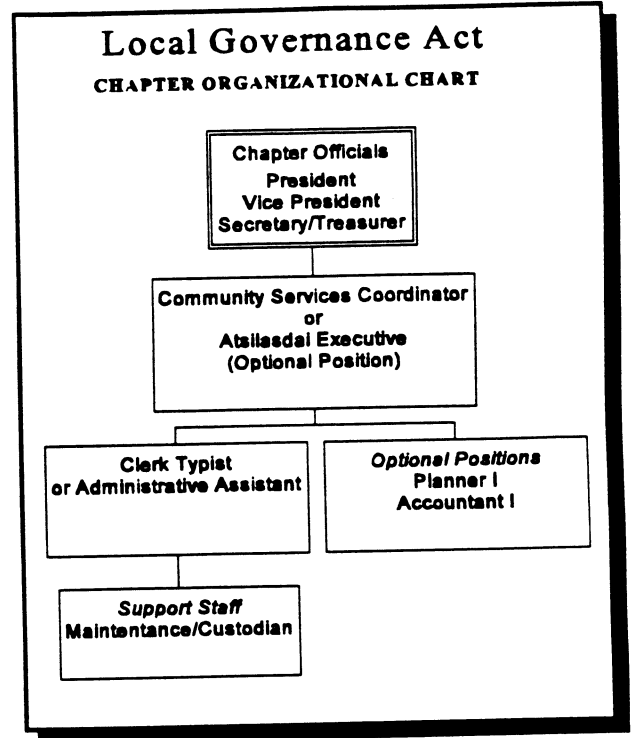 Local Governance Act
CHAPTER ORGANIZATIONAL CHART
Chapter Officials
President
Vice President
Secretary/Treasurer
Community Services Coordinator
or
Atsilasdai Executive
(Optional Position)
Clerk Typist
or Administrative Assistant
Optional Positions
Planner I
Accountant I
Support Staff
Maintentance/Custodian